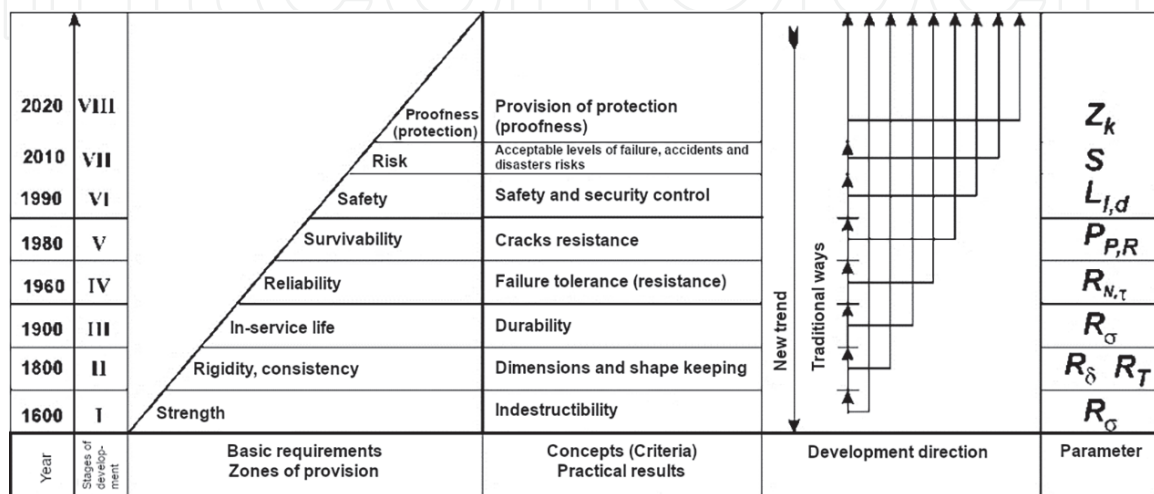 2020 VIII Proofness Provision of protection Z_k
(protection) (proofness)
2010 VII Risk Acceptable levels of failure, accidents and S
disasters risks
1990 VI Safety Safety and security control L_{l,d}
1980 V Survivability Cracks resistance P_{P,R}
1960 IV Reliability Failure tolerance (resistance) R_{N,τ}
1900 III In-service life Durability R_σ
1800 II Rigidity, consistency Dimensions and shape keeping R_δ R_T
1600 I Strength Indestructibility R_σ
New trend
Traditional ways
Year
Stages of
develop-
ment
Basic requirements
Zones of provision
Concepts (Criteria)
Practical results
Development direction
Parameter